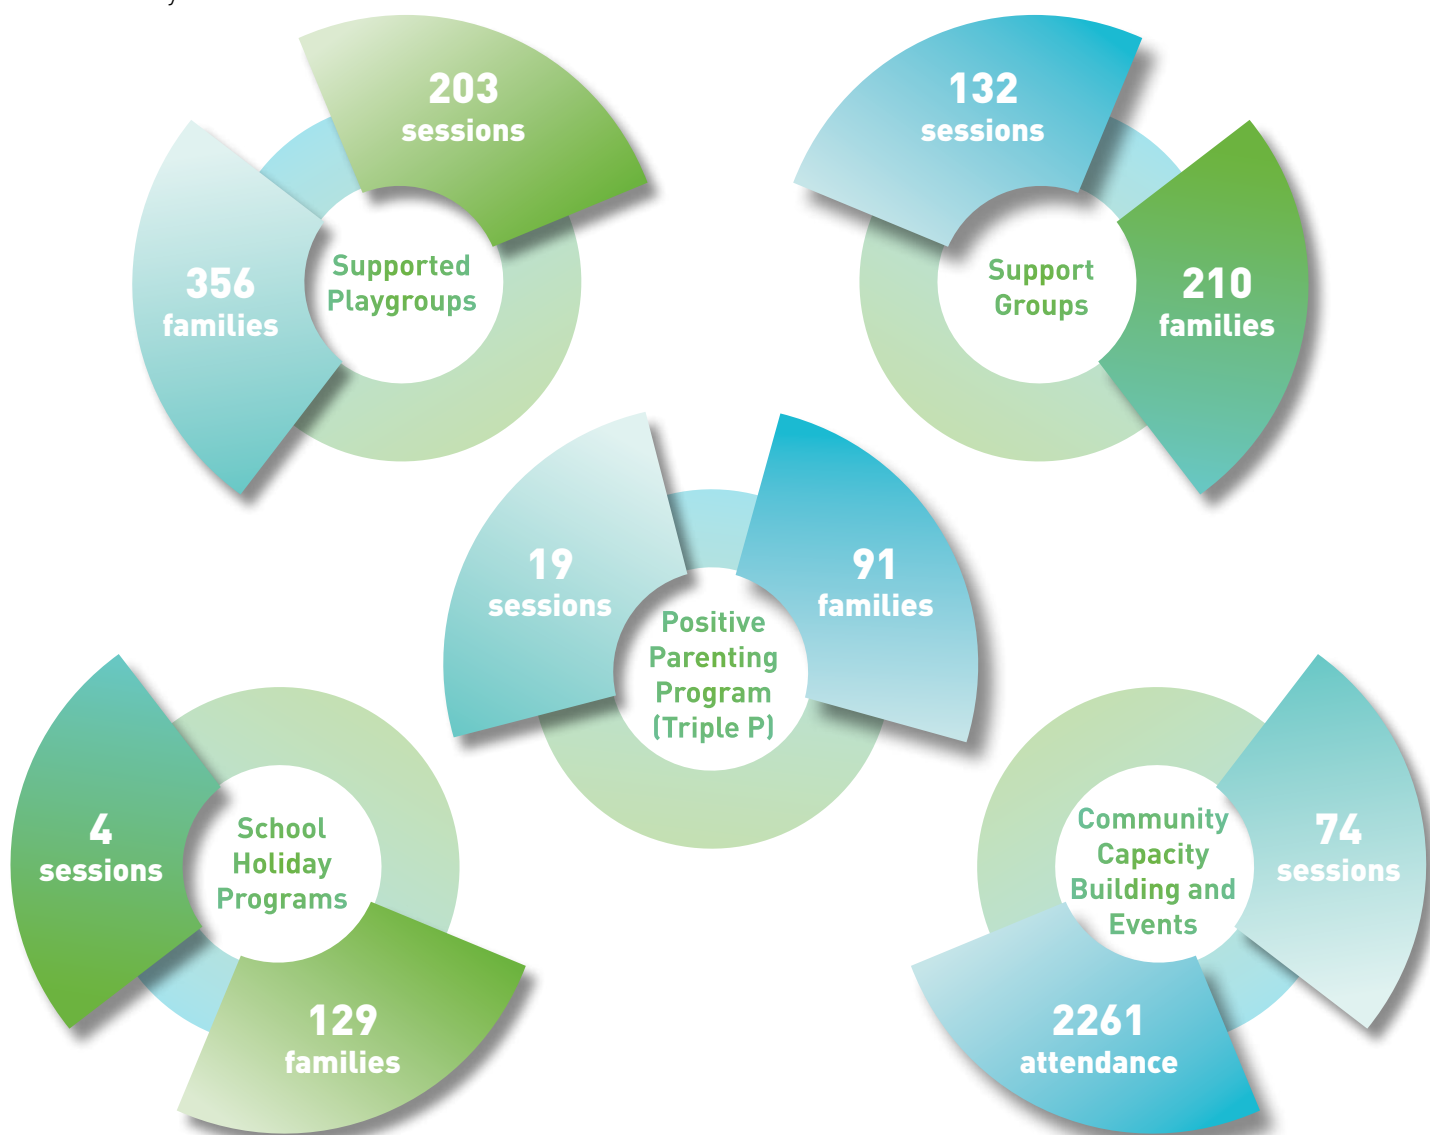 203
sessions
356
families
Supported
Playgroups
132
sessions
210
families
Support
Groups
19
sessions
91
families
Positive
Parenting
Program
(Triple P)
4
sessions
129
families
School
Holiday
Programs
74
sessions
2261
attendance
Community
Capacity
Building and
Events